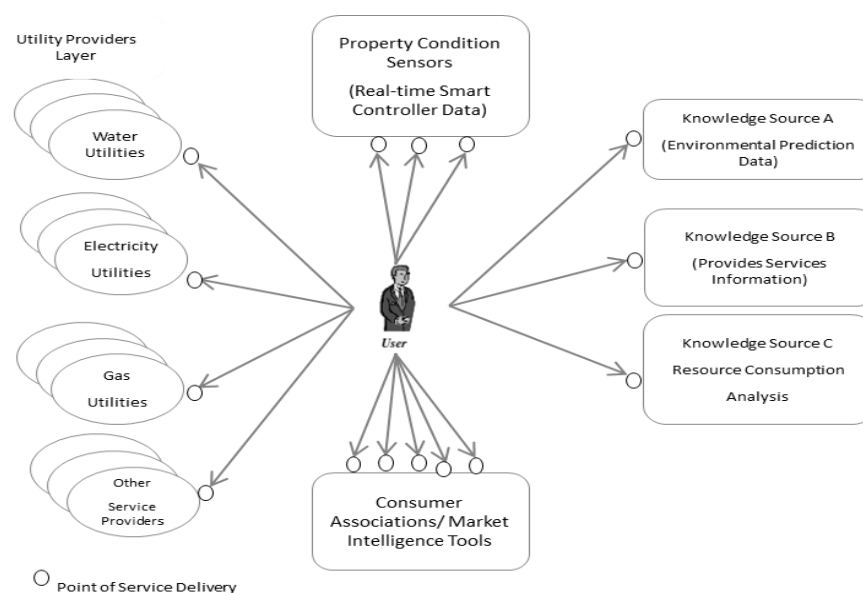 Utility Providers
Layer
Water
Utilities
Electricity
Utilities
Gas
Utilities
Other
Service
Providers
Property Condition
Sensors
(Real-time Smart
Controller Data)
User
Consumer
Associations/ Market
Intelligence Tools
Knowledge Source A
(Environmental Prediction
Data)
Knowledge Source B
(Provides Services
Information)
Knowledge Source C
Resource Consumption
Analysis
Point of Service Delivery